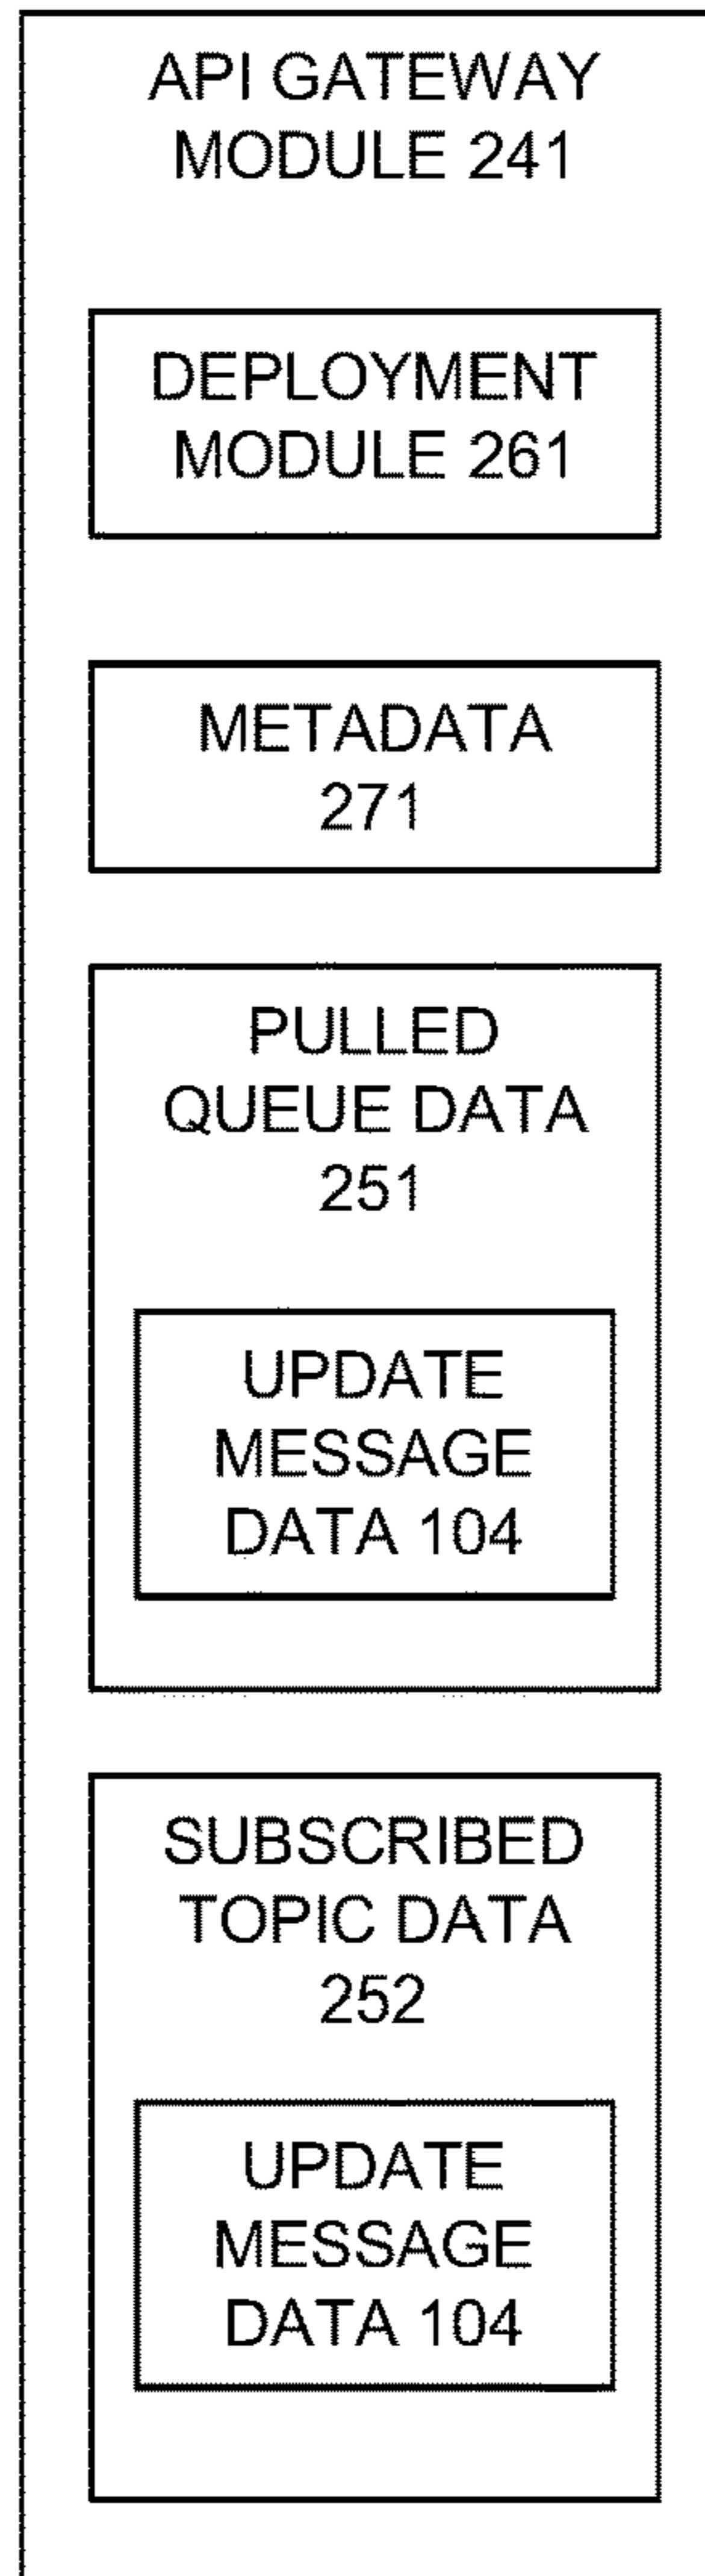 API GATEWAY
MODULE 241
DEPLOYMENT
MODULE 261
METADATA
271
PULLED
QUEUE DATA
251
UPDATE
MESSAGE
DATA 104
SUBSCRIBED
TOPIC DATA
252
UPDATE
MESSAGE
DATA 104